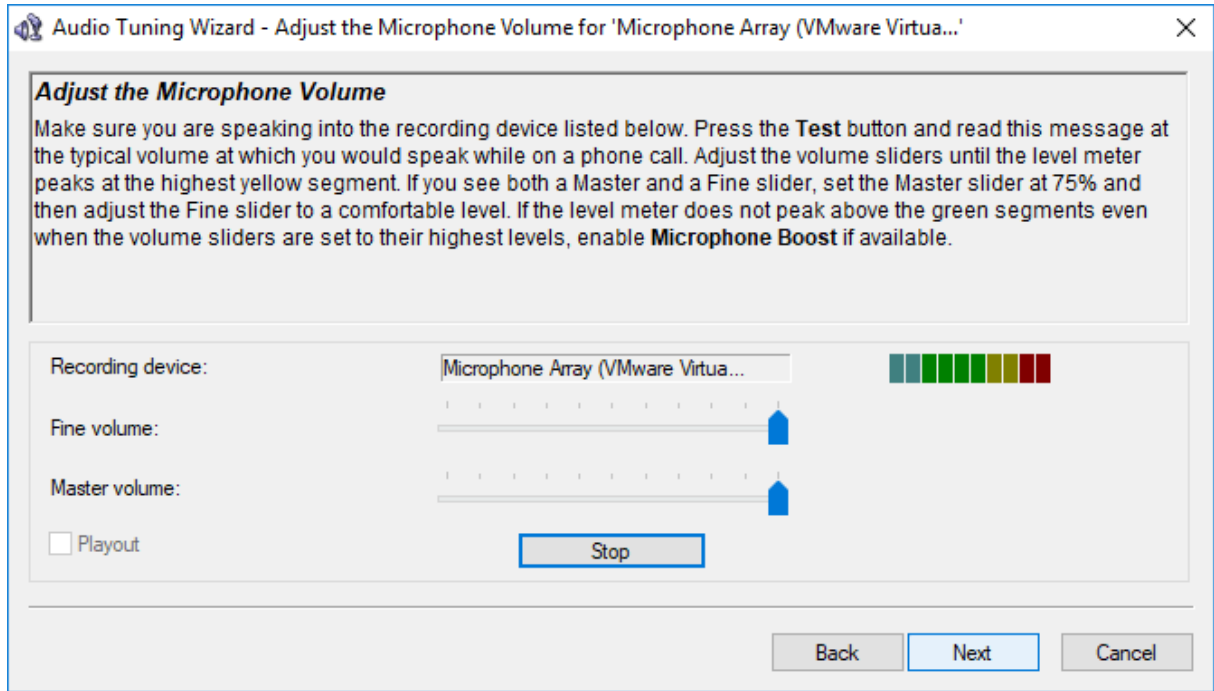 Audio Tuning Wizard - Adjust the Microphone Volume for 'Microphone Array (VMware Virtua...'
Adjust the Microphone Volume
Make sure you are speaking into the recording device listed below. Press the Test button and read this message at
the typical volume at which you would speak while on a phone call. Adjust the volume sliders until the level meter
peaks at the highest yellow segment. If you see both a Master and a Fine slider, set the Master slider at 75% and
then adjust the Fine slider to a comfortable level. If the level meter does not peak above the green segments even
when the volume sliders are set to their highest levels, enable Microphone Boost if available.
Recording device: Microphone Array (VMware Virtua...
Fine volume:
Master volume:
Playout Stop
Back Next Cancel